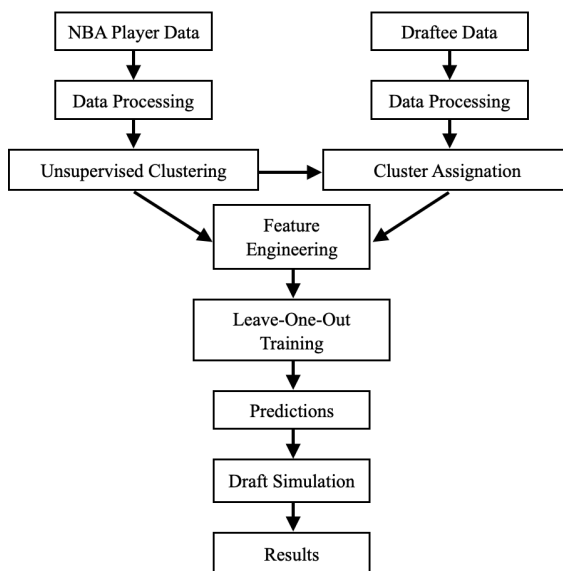 NBA Player Data
Draftee Data
Data Processing
Data Processing
Unsupervised Clustering
Cluster Assignation
Feature
Engineering
Leave-One-Out
Training
Predictions
Draft Simulation
Results